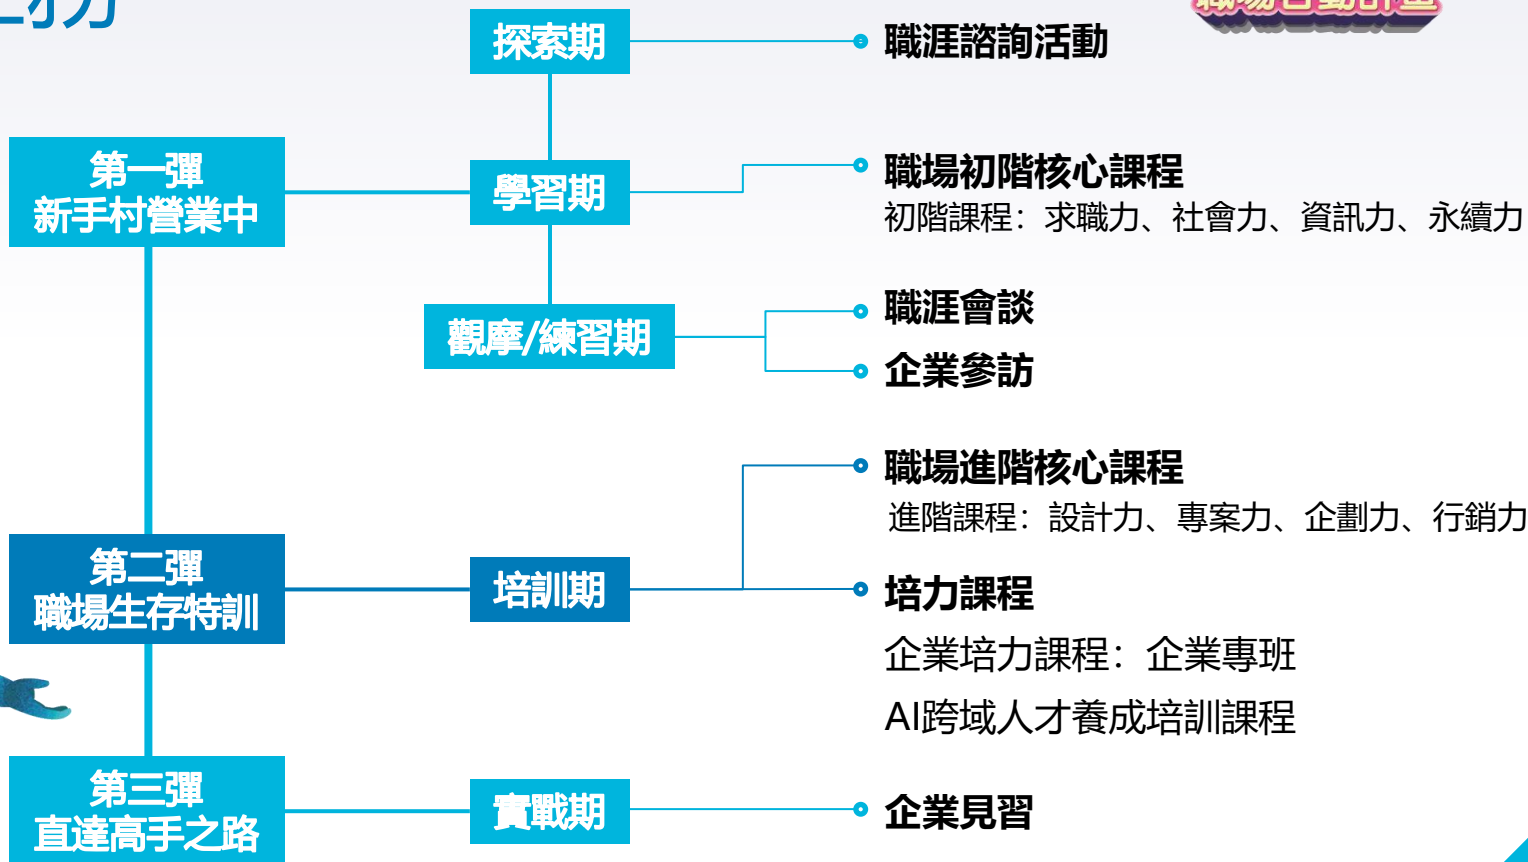 探索期
職涯諮詢活動
第一彈
新手村營業中
學習期
職場初階核心課程
初階課程：求職力、社會力、資訊力、永續力
觀摩/練習期
職涯會談
企業參訪
第二彈
職場生存特訓
培訓期
職場進階核心課程
進階課程：設計力、專案力、企劃力、行銷力
培力課程
企業培力課程：企業專班
AI跨域人才養成培訓課程
第三彈
直達高手之路
實戰期
企業見習